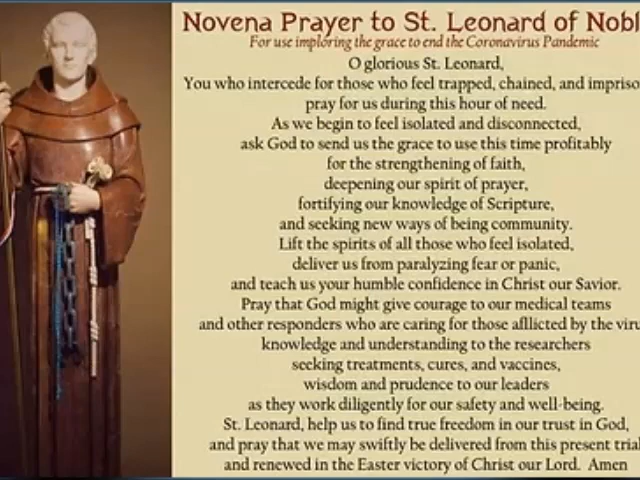 Novena Prayer to St. Leonard of Nobl
For use imploring the grace to end the Coronavirus Pandemic
O glorious St. Leonard,
You who intercede for those who feel trapped, chained, and impriso
pray for us during this hour of need.
As we begin to feel isolated and disconnected,
ask God to send us the grace to use this time profitably
for the strengthening of faith,
deepening our spirit of prayer,
fortifying our knowledge of Scripture,
and seeking new ways of being community.
Lift the spirits of all those who feel isolated,
deliver us from paralyzing fear or panic,
and teach us your humble confidence in Christ our Savior.
Pray that God might give courage to our medical teams
and other responders who are caring for those afflicted by the viru
knowledge and understanding to the researchers
seeking treatments, cures, and vaccines,
wisdom and prudence to our leaders
as they work diligently for our safety and well-being.
St. Leonard, help us to find true freedom in our trust in God,
and pray that we may swiftly be delivered from this present trial
and renewed in the Easter victory of Christ our Lord. Amen